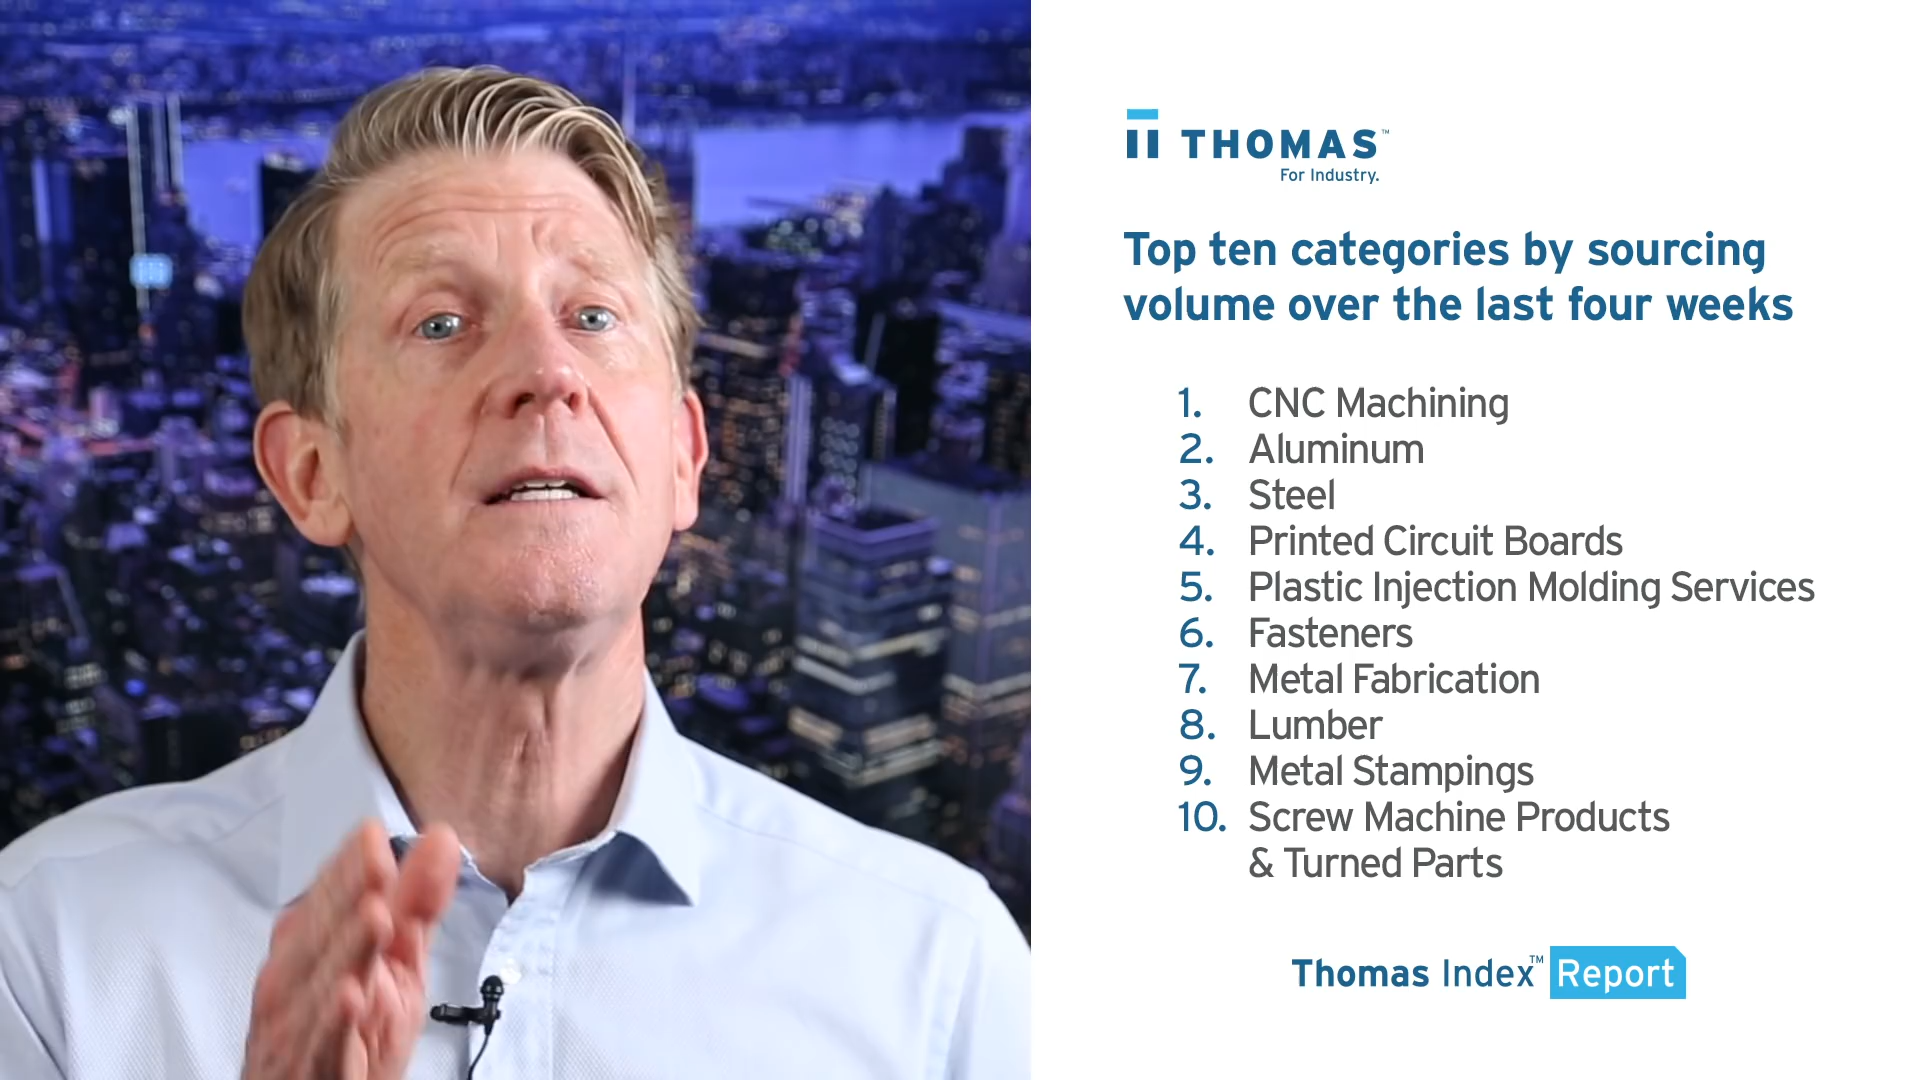 THOMAS™
For Industry.
Top ten categories by sourcing
volume over the last four weeks
1. CNC Machining
2. Aluminum
3. Steel
4. Printed Circuit Boards
5. Plastic Injection Molding Services
6. Fasteners
7. Metal Fabrication
8. Lumber
9. Metal Stampings
10. Screw Machine Products
& Turned Parts
Thomas Index™ Report